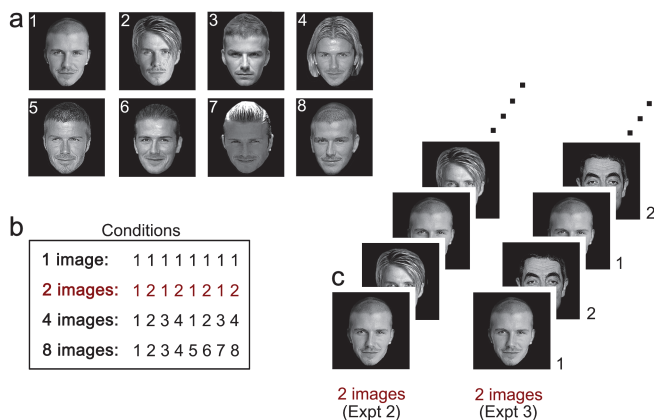 a
1 2 3 4
5 6 7 8
b
Conditions
1 image: 1 1 1 1 1 1 1 1
2 images: 1 2 1 2 1 2 1 2
4 images: 1 2 3 4 1 2 3 4
8 images: 1 2 3 4 5 6 7 8
c
2
1
2
1
2 images
(Expt 2)
2 images
(Expt 3)